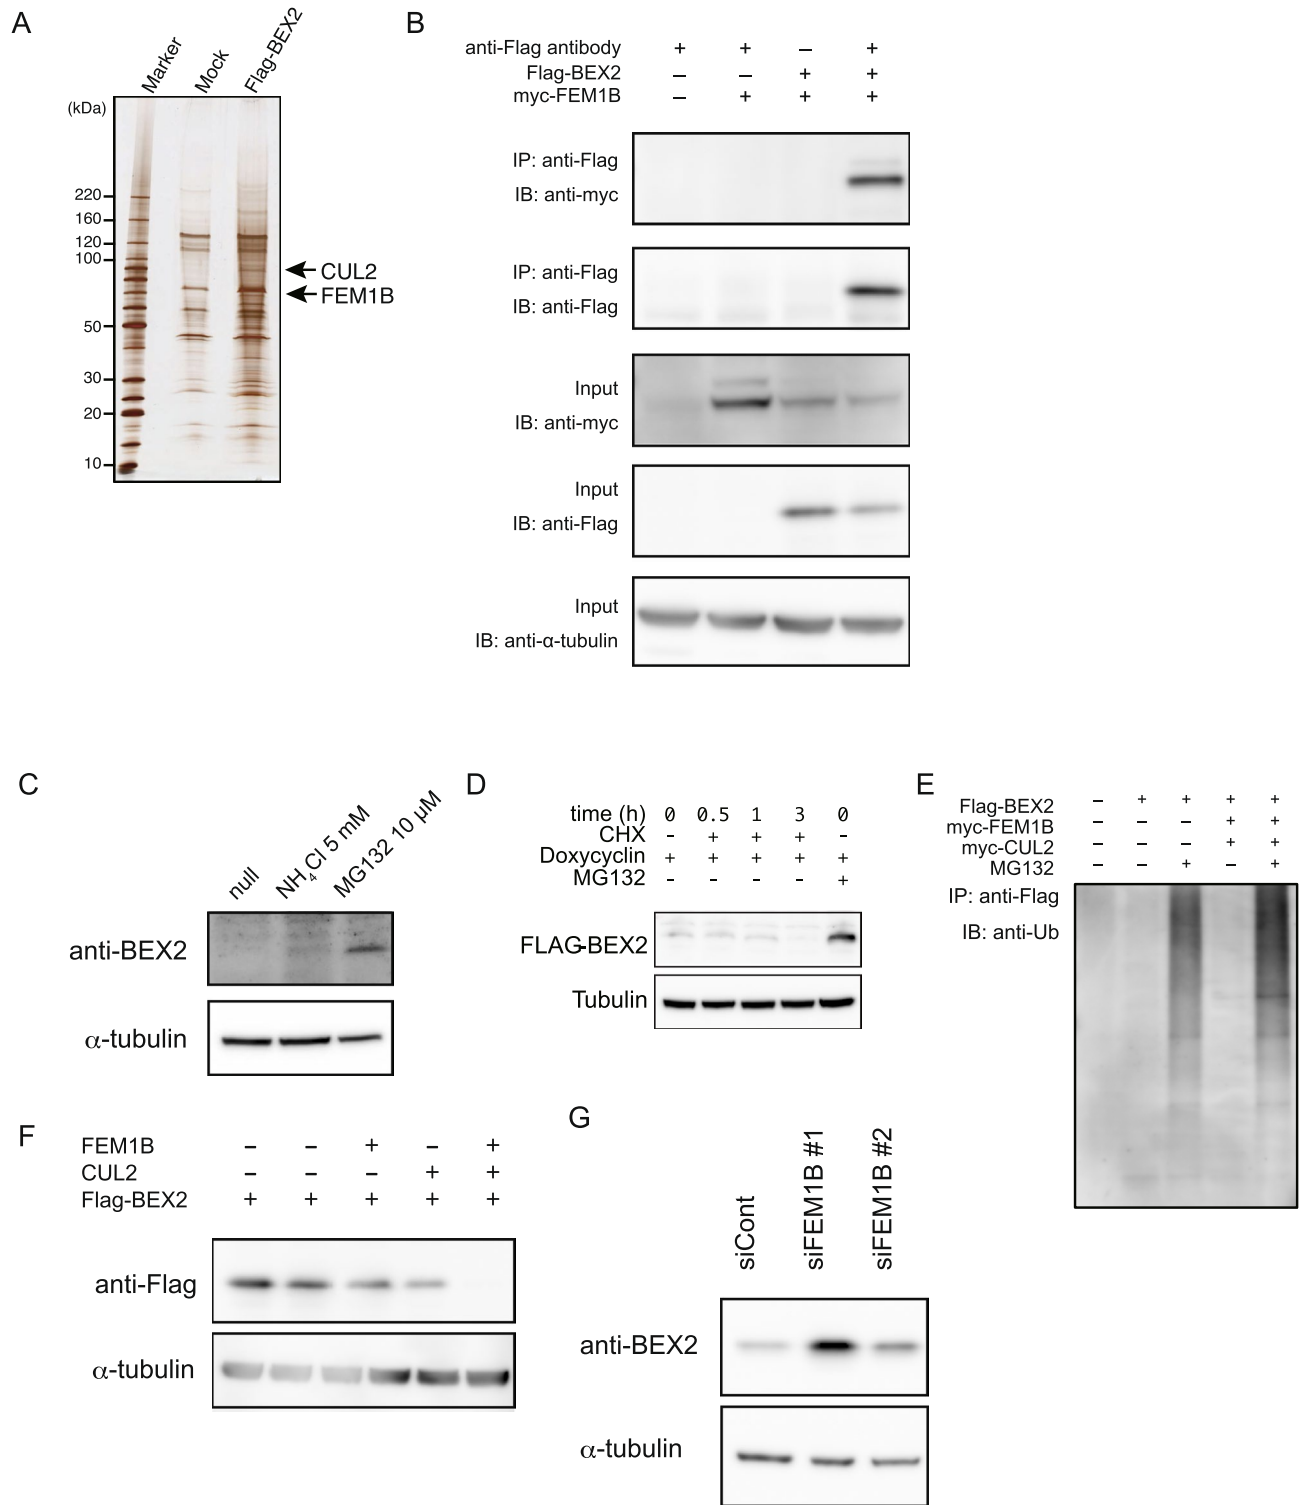 A
Marker
Mock
Flag-BEX2
(kDa)
220
160
120
100
50
30
20
10
CUL2
FEM1B
B
anti-Flag antibody + + – +
Flag-BEX2 – – + +
myc-FEM1B – + + +
IP: anti-Flag
IB: anti-myc
IP: anti-Flag
IB: anti-Flag
Input
IB: anti-myc
Input
IB: anti-Flag
Input
IB: anti-α-tubulin
C
null
NH4Cl 5 mM
MG132 10 µM
anti-BEX2
α-tubulin
D
time (h) 0 0.5 1 3 0
CHX - + + + -
Doxycyclin + + + + +
MG132 - - - - +
FLAG-BEX2
Tubulin
E
Flag-BEX2 – + + + +
myc-FEM1B – – – + +
myc-CUL2 – – – + +
MG132 – – + – +
IP: anti-Flag
IB: anti-Ub
F
FEM1B – – + – +
CUL2 – – – + +
Flag-BEX2 + + + + +
anti-Flag
α-tubulin
G
siCont
siFEM1B #1
siFEM1B #2
anti-BEX2
α-tubulin